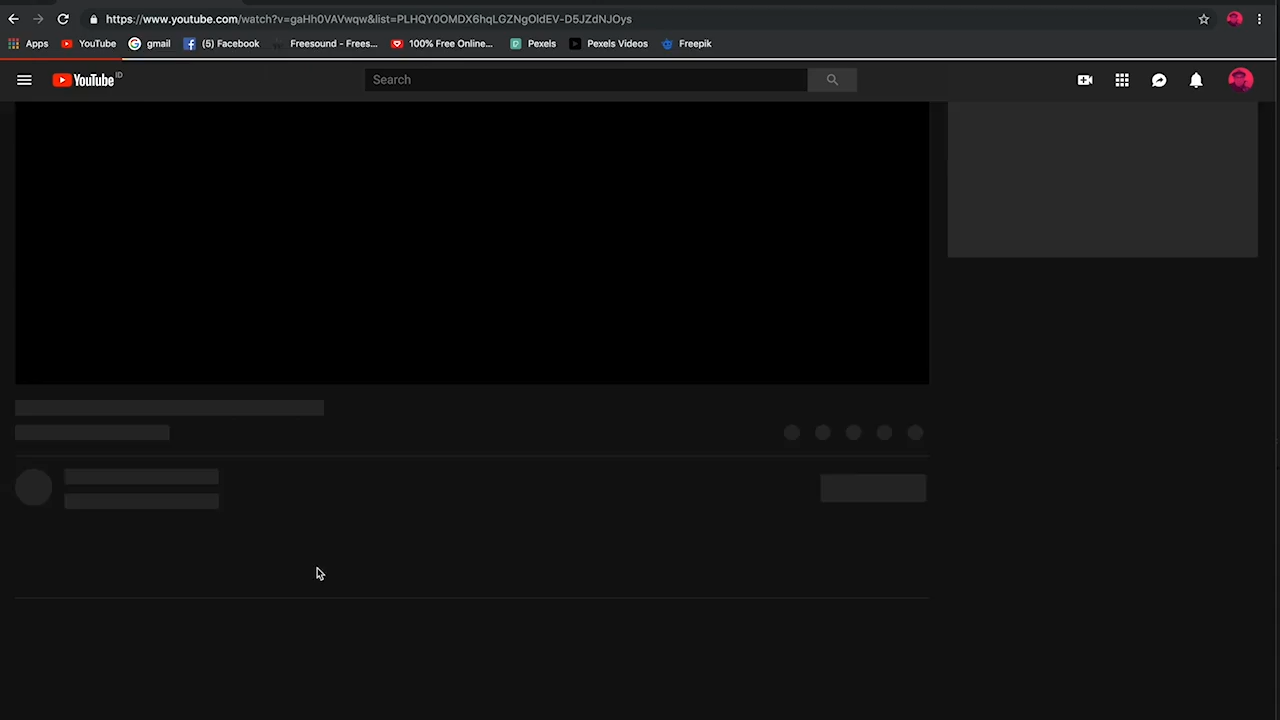 https://www.youtube.com/watch?v=gaHh0VAVwqw&list=PLHQY0OMDX6hqLGZNgOldEV-D5JZdNJOys
Apps YouTube gmail (5) Facebook Freesound - Frees... 100% Free Online... Pexels Pexels Videos Freepik
YouTube ID Search